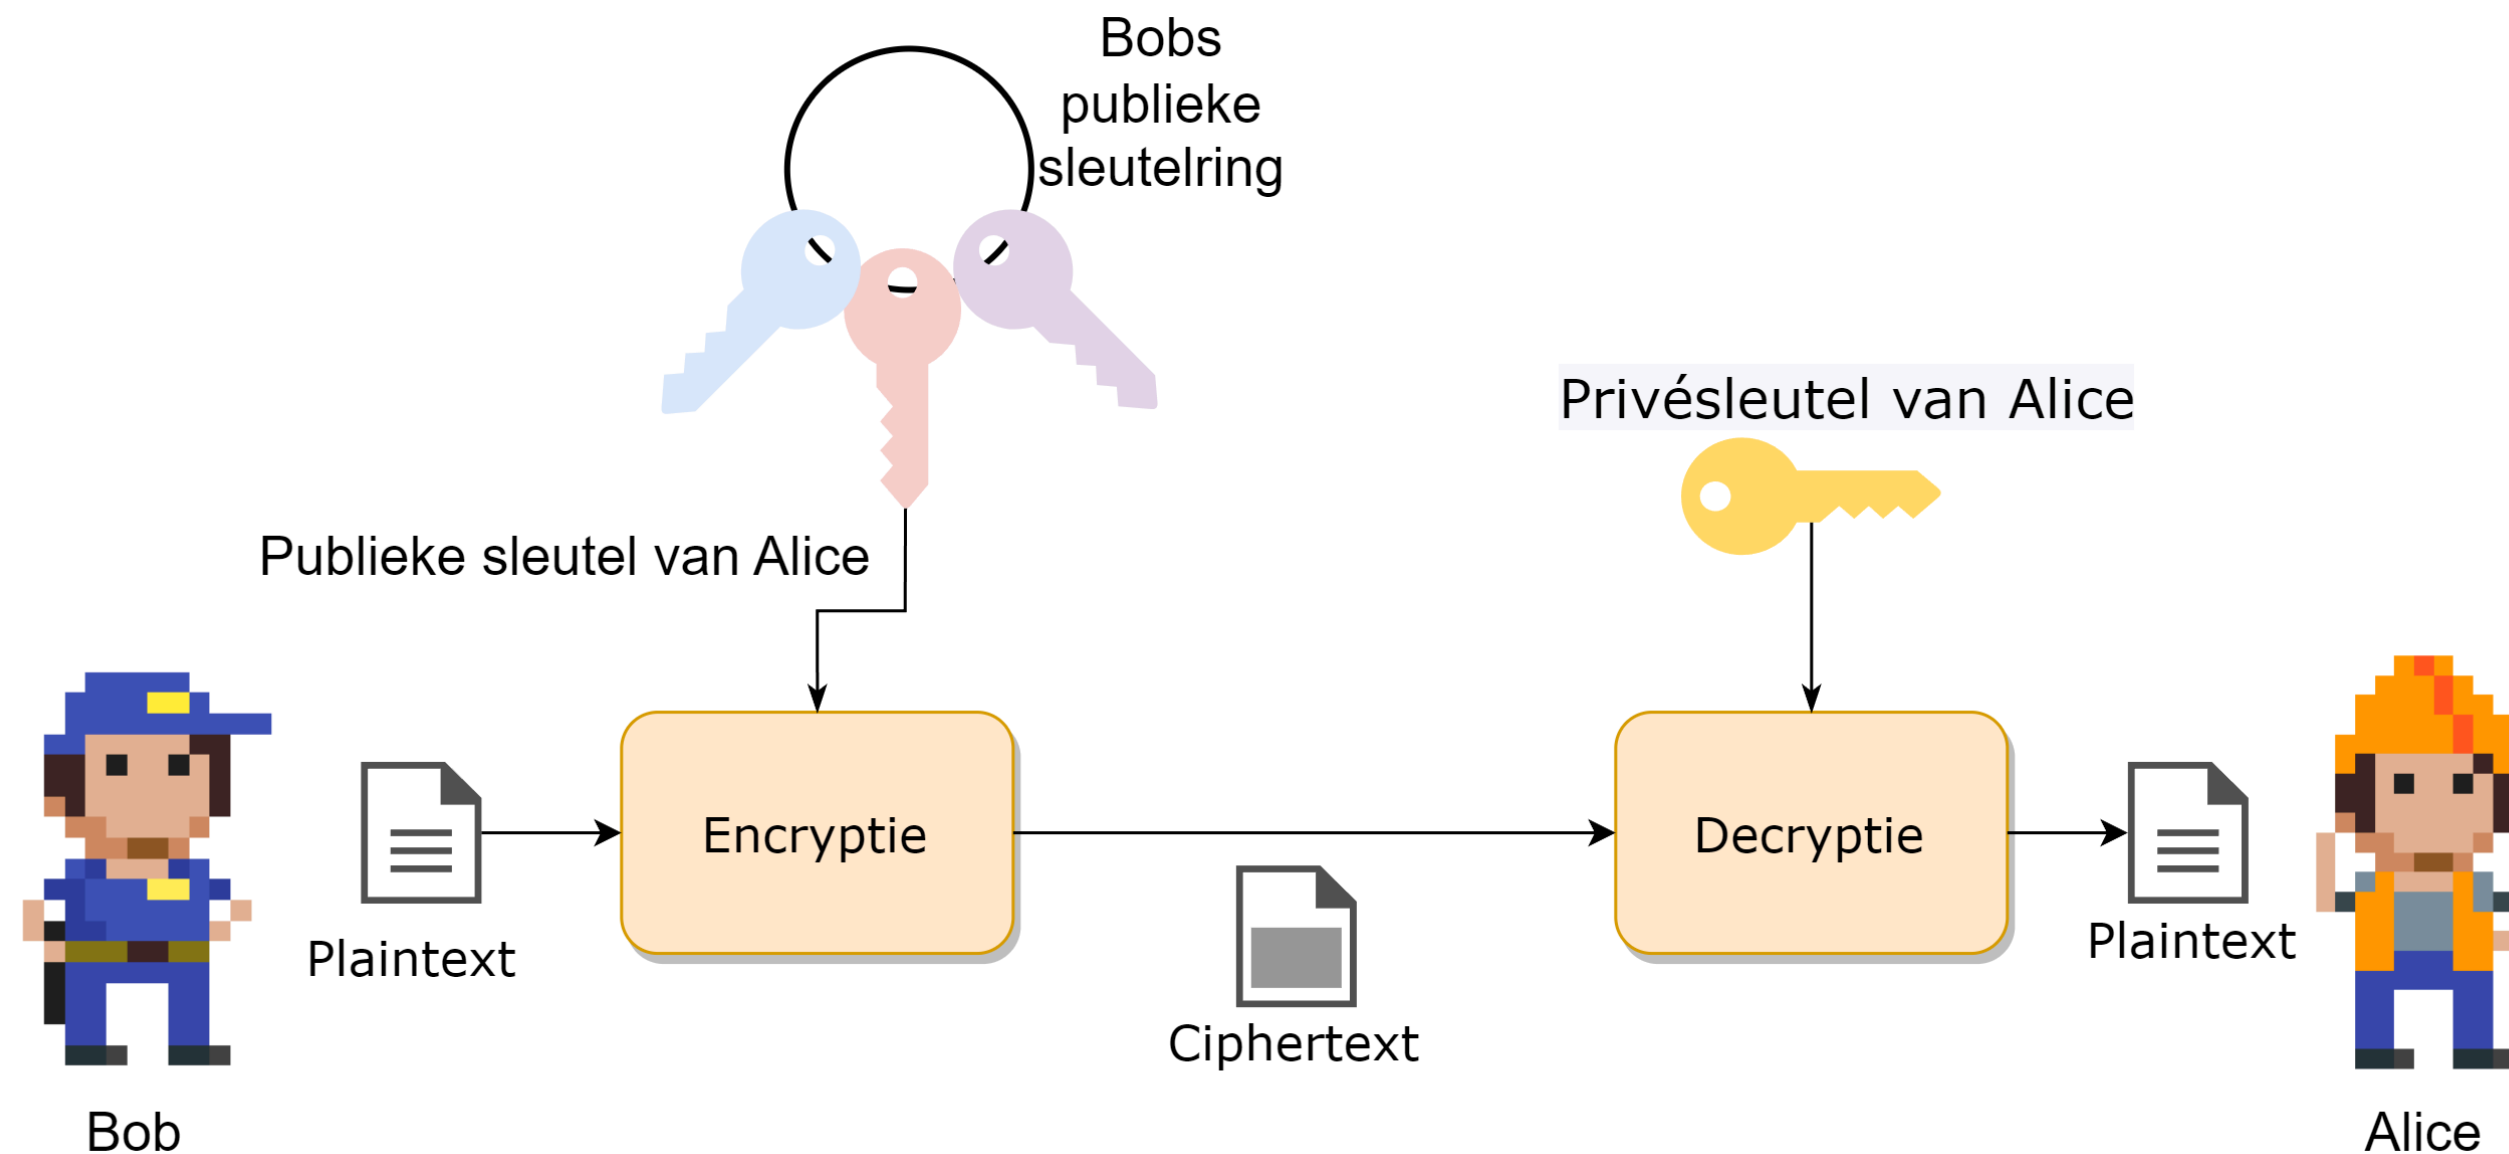 Bobs
publieke
sleutelring
Privésleutel van Alice
Publieke sleutel van Alice
Encryptie
Decryptie
Plaintext
Plaintext
Ciphertext
Bob
Alice